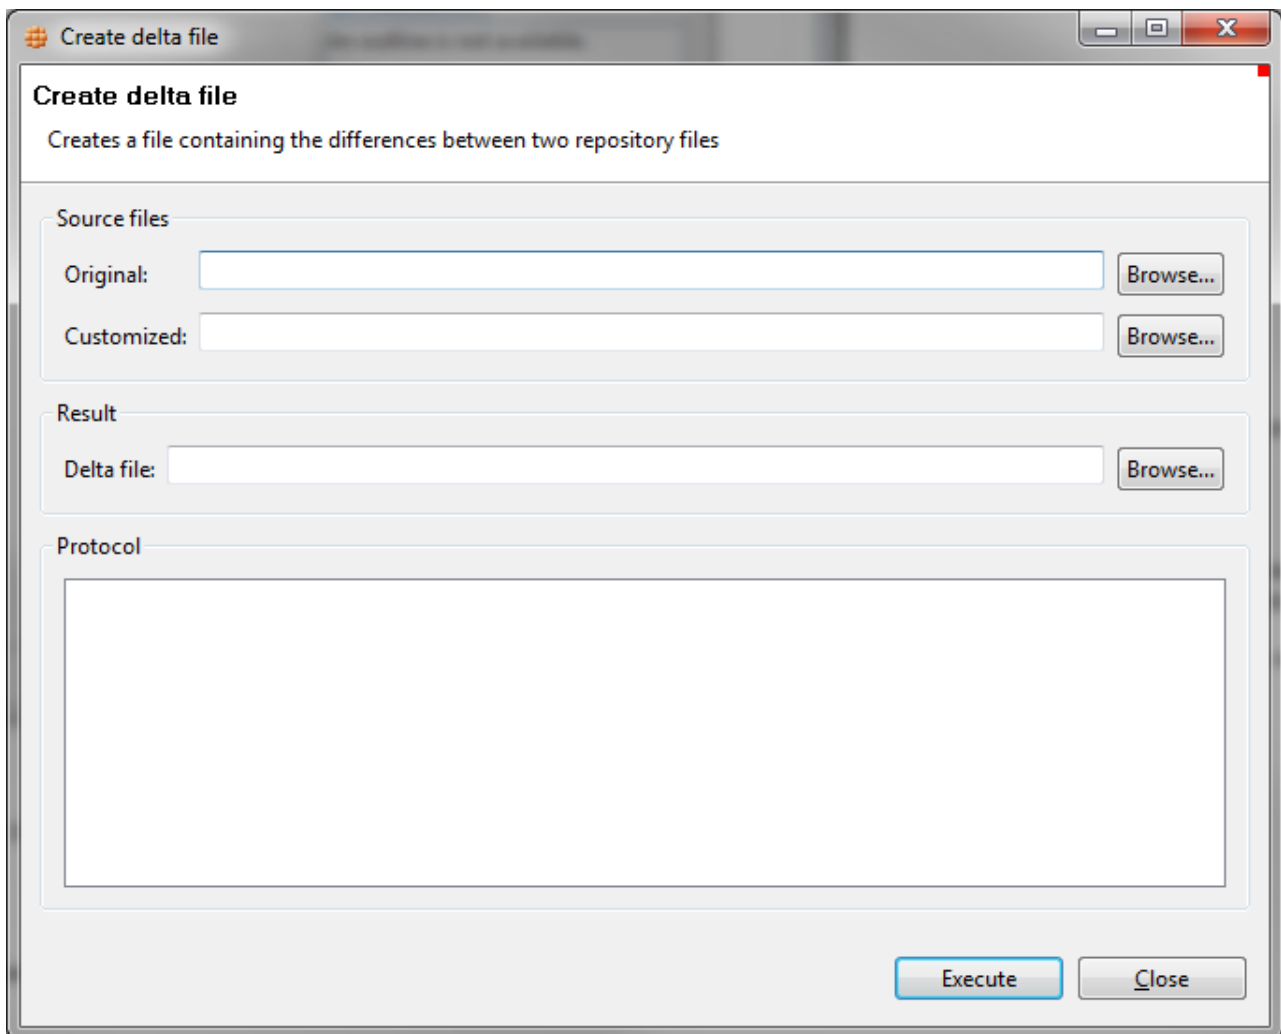 Create delta file
Create delta file
Creates a file containing the differences between two repository files
Source files
Original:
Browse...
Customized:
Browse...
Result
Delta file:
Browse...
Protocol
Execute
Close